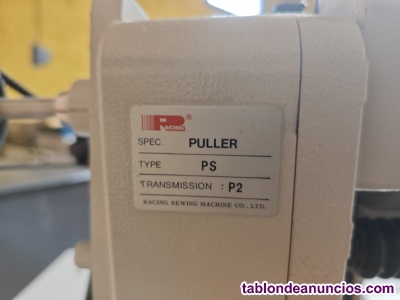 RACING ®
SPEC. PULLER
TYPE PS
TRANSMISSION : P2
RACING SEWING MACHINE CO., LTD.
tablondeanuncios.com